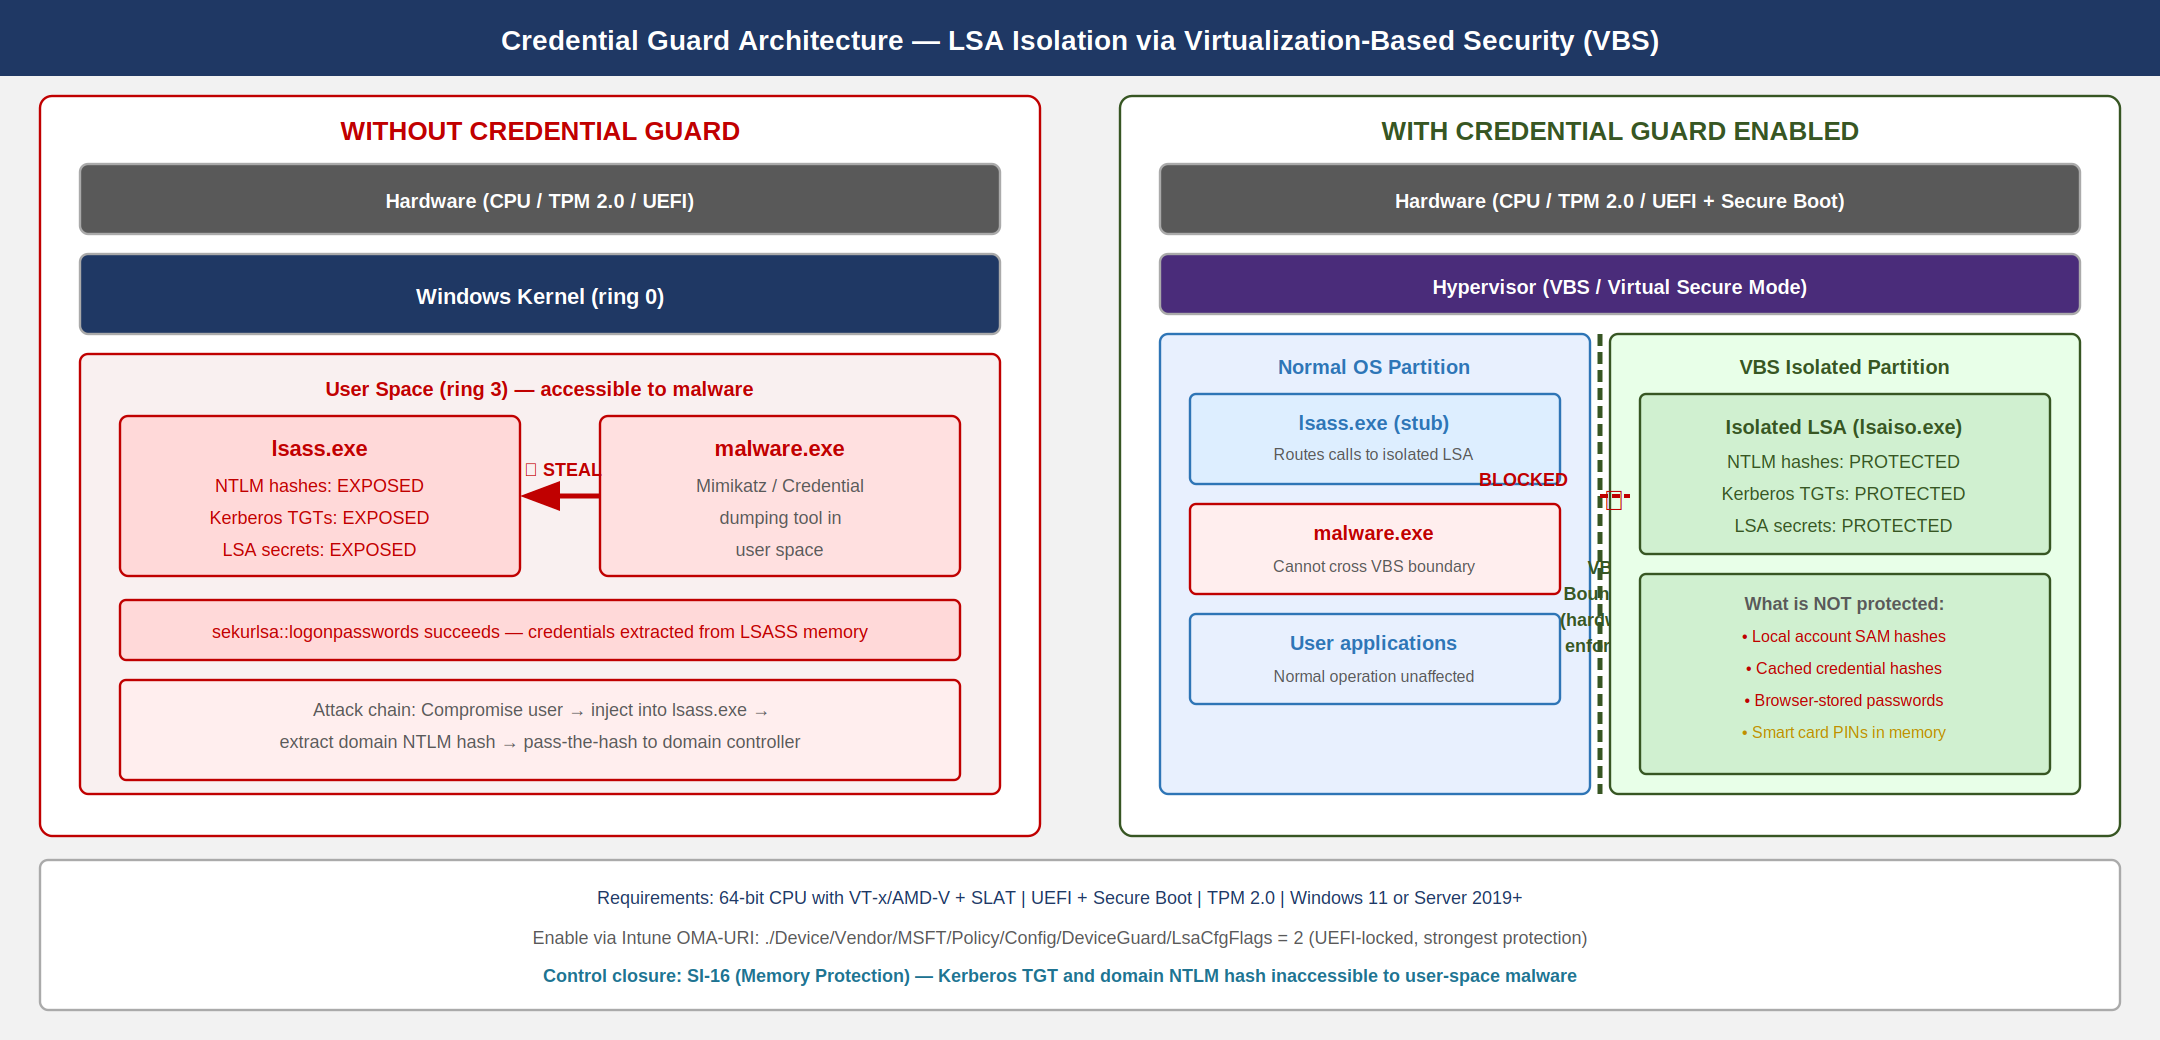 Credential Guard Architecture — LSA Isolation via Virtualization-Based Security (VBS)
WITHOUT CREDENTIAL GUARD
Hardware (CPU / TPM 2.0 / UEFI)
Windows Kernel (ring 0)
User Space (ring 3) — accessible to malware
lsass.exe
NTLM hashes: EXPOSED
Kerberos TGTs: EXPOSED
LSA secrets: EXPOSED
STEAL
malware.exe
Mimikatz / Credential
dumping tool in
user space
sekurlsa::logonpasswords succeeds — credentials extracted from LSASS memory
Attack chain: Compromise user → inject into lsass.exe →
extract domain NTLM hash → pass-the-hash to domain controller
WITH CREDENTIAL GUARD ENABLED
Hardware (CPU / TPM 2.0 / UEFI + Secure Boot)
Hypervisor (VBS / Virtual Secure Mode)
Normal OS Partition
lsass.exe (stub)
Routes calls to isolated LSA
BLOCKED
malware.exe
Cannot cross VBS boundary
User applications
Normal operation unaffected
VBS Isolated Partition
Isolated LSA (lsaiso.exe)
NTLM hashes: PROTECTED
Kerberos TGTs: PROTECTED
LSA secrets: PROTECTED
What is NOT protected:
• Local account SAM hashes
• Cached credential hashes
• Browser-stored passwords
• Smart card PINs in memory
Requirements: 64-bit CPU with VT-x/AMD-V + SLAT | UEFI + Secure Boot | TPM 2.0 | Windows 11 or Server 2019+
Enable via Intune OMA-URI: ./Device/Vendor/MSFT/Policy/Config/DeviceGuard/LsaCfgFlags = 2 (UEFI-locked, strongest protection)
Control closure: SI-16 (Memory Protection) — Kerberos TGT and domain NTLM hash inaccessible to user-space malware